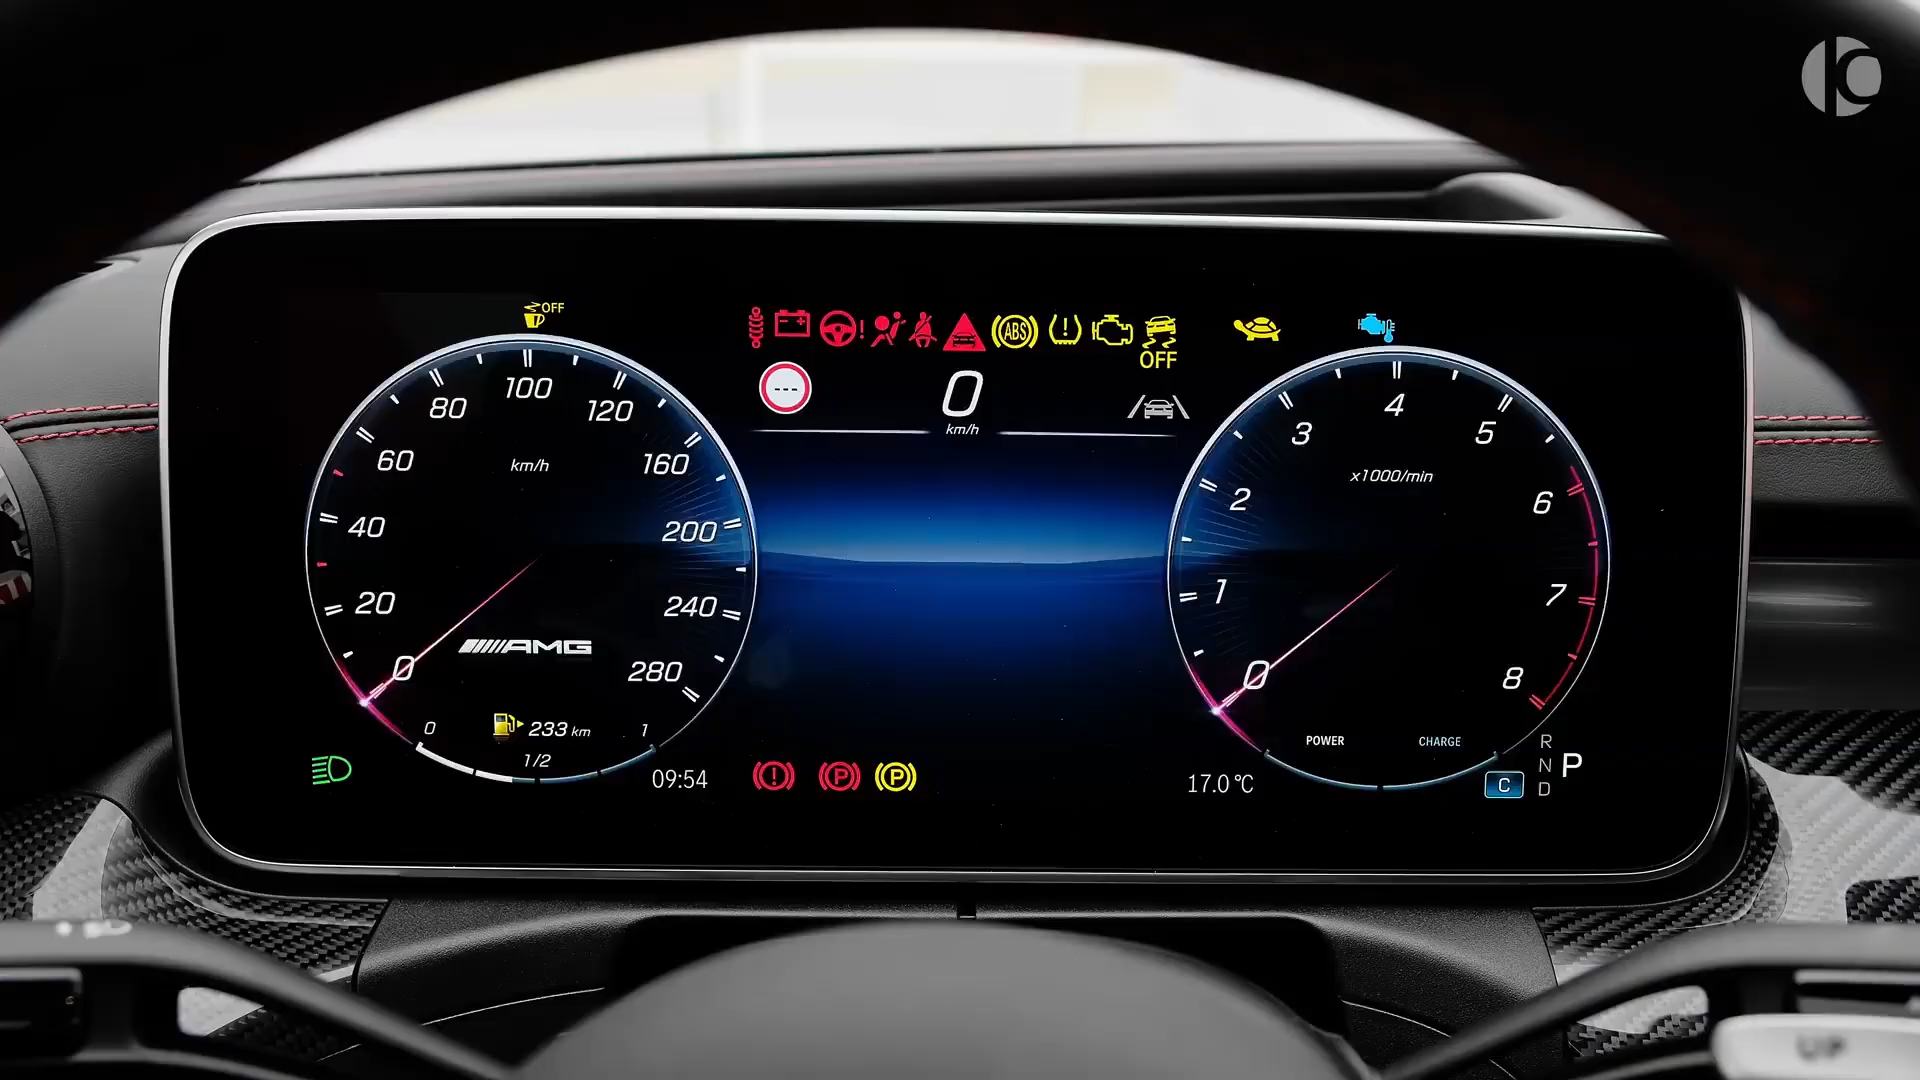 OFF
ABS
OFF
---
0
km/h
100
80
120
60
160
km/h
40
200
20
240
AMG
0
280
0
233 km
1
1/2
09:54
P
P
4
3
5
x1000/min
2
6
1
7
0
8
POWER
CHARGE
17.0 °C
R
N
D
P
C
UP